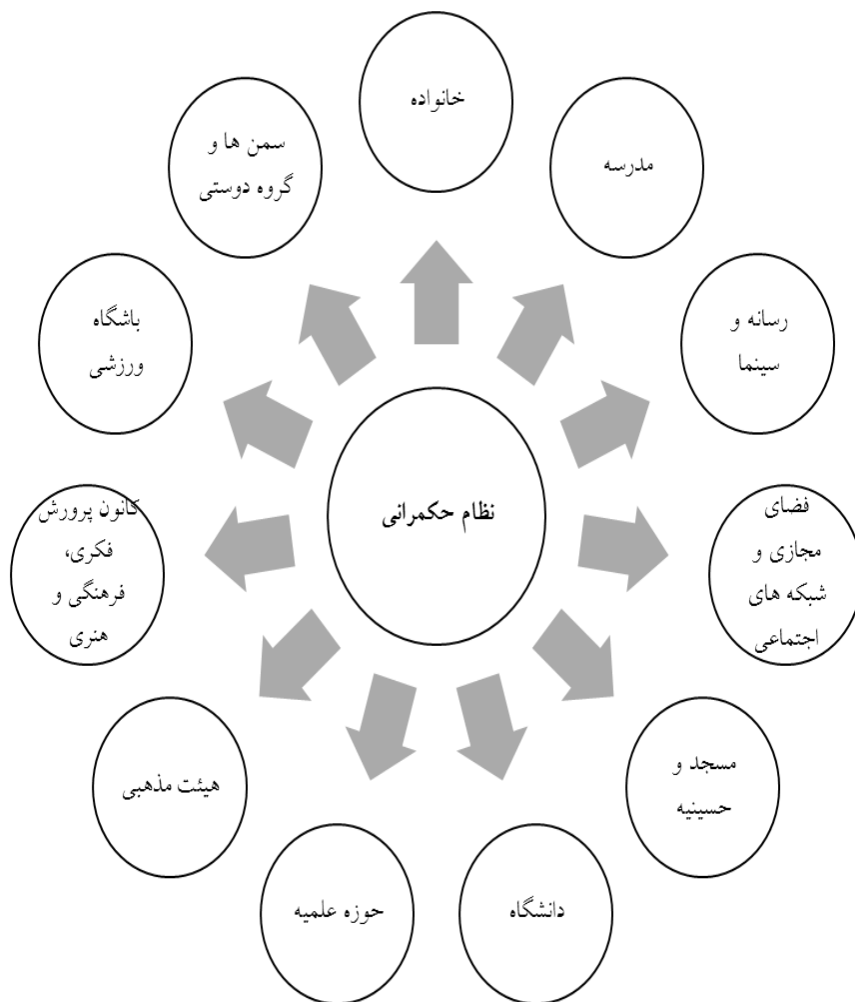 خانواده
مدرسه
رسانه و
سینما
فضای
مجازی و
شبکه های
اجتماعی
مسجد و
حسینیه
دانشگاه
حوزه علمیه
هیئت مذهبی
کانون پرورش
فکری،
فرهنگی و
هنری
باشگاه
ورزشی
سمن ها و
گروه دوستی
نظام حکمرانی